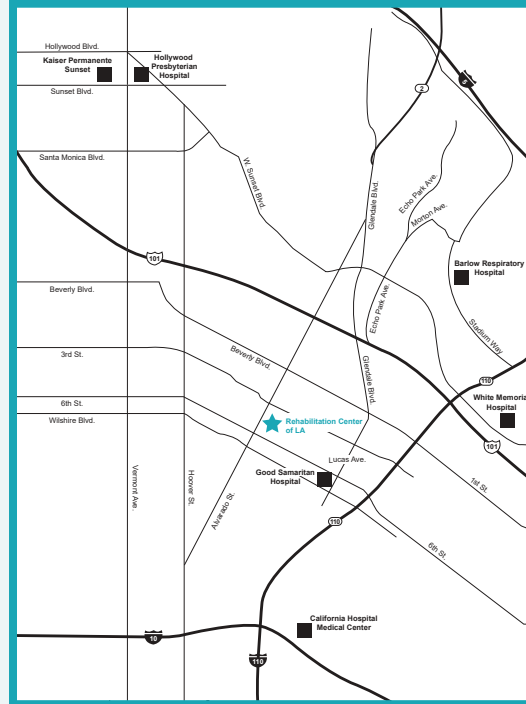 Hollywood Blvd.
Kaiser Permanente
Sunset
Hollywood
Presbyterian
Hospital
Sunset Blvd.
5
2
Santa Monica Blvd.
W. Sunset Blvd.
Glendale Blvd.
Echo Park Ave.
Morton Ave.
101
Barlow Respiratory
Hospital
Beverly Blvd.
Echo Park Ave.
Stadium Way
3rd St.
Beverly Blvd.
Glendale Blvd.
110
6th St.
White Memoria
Hospital
Wilshire Blvd.
Rehabilitation Center
of LA
101
Lucas Ave.
Good Samaritan
Hospital
Vermont Ave.
Hoover St.
Alvarado St.
1st St.
110
6th St.
California Hospital
Medical Center
10
110